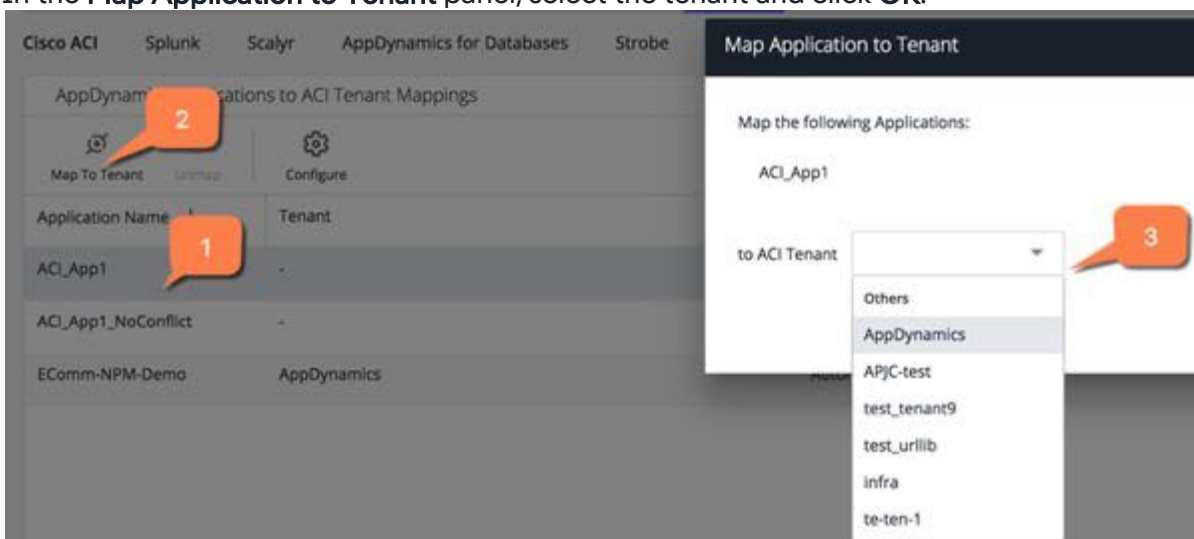 In the Map Application to Tenant panel, select the tenant and click OK.
Cisco ACI Splunk Scalyr AppDynamics for Databases Strobe
Map Application to Tenant
AppDynam ations to ACI Tenant Mappings
2
Map To Tenant Unmap Configure
Map the following Applications:
ACI_App1
Application Name Tenant
1
ACI_App1 -
to ACI Tenant
3
Others
AppDynamics
APJC-test
test_tenant9
test_urllib
infra
te-ten-1
ACI_App1_NoConflict -
EComm-NPM-Demo AppDynamics